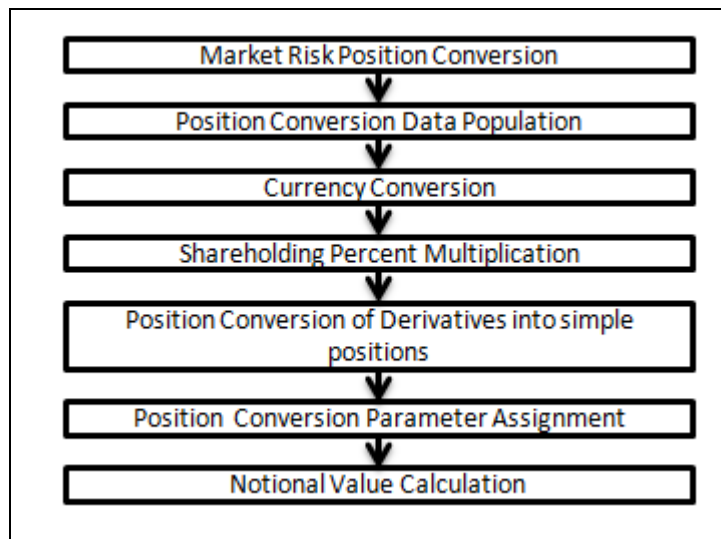 Market Risk Position Conversion
Position Conversion Data Population
Currency Conversion
Shareholding Percent Multiplication
Position Conversion of Derivatives into simple
positions
Position Conversion Parameter Assignment
Notional Value Calculation